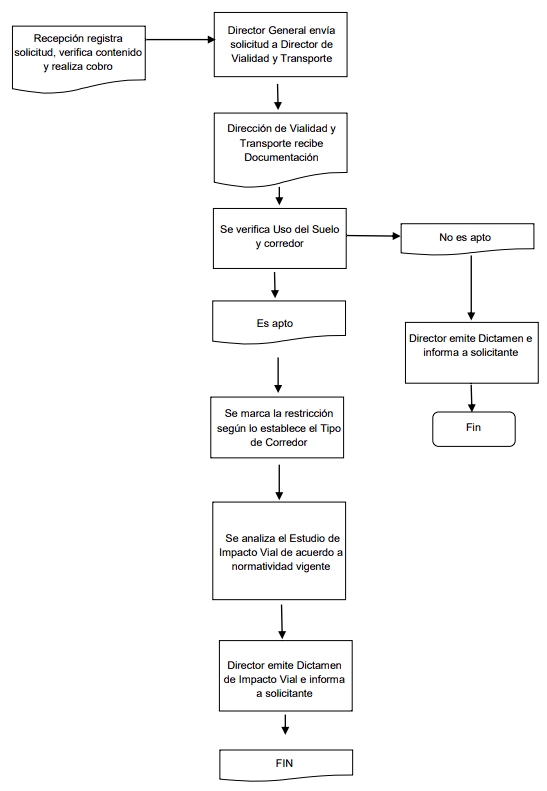 Recepción registra
solicitud, verifica contenido
y realiza cobro
Director General envía
solicitud a Director de
Vialidad y Transporte
Dirección de Vialidad y
Transporte recibe
Documentación
Se verifica Uso del Suelo
y corredor
No es apto
Es apto
Director emite Dictamen e
informa a solicitante
Fin
Se marca la restricción
según lo establece el Tipo
de Corredor
Se analiza el Estudio de
Impacto Vial de acuerdo a
normatividad vigente
Director emite Dictamen
de Impacto Vial e informa
a solicitante
FIN